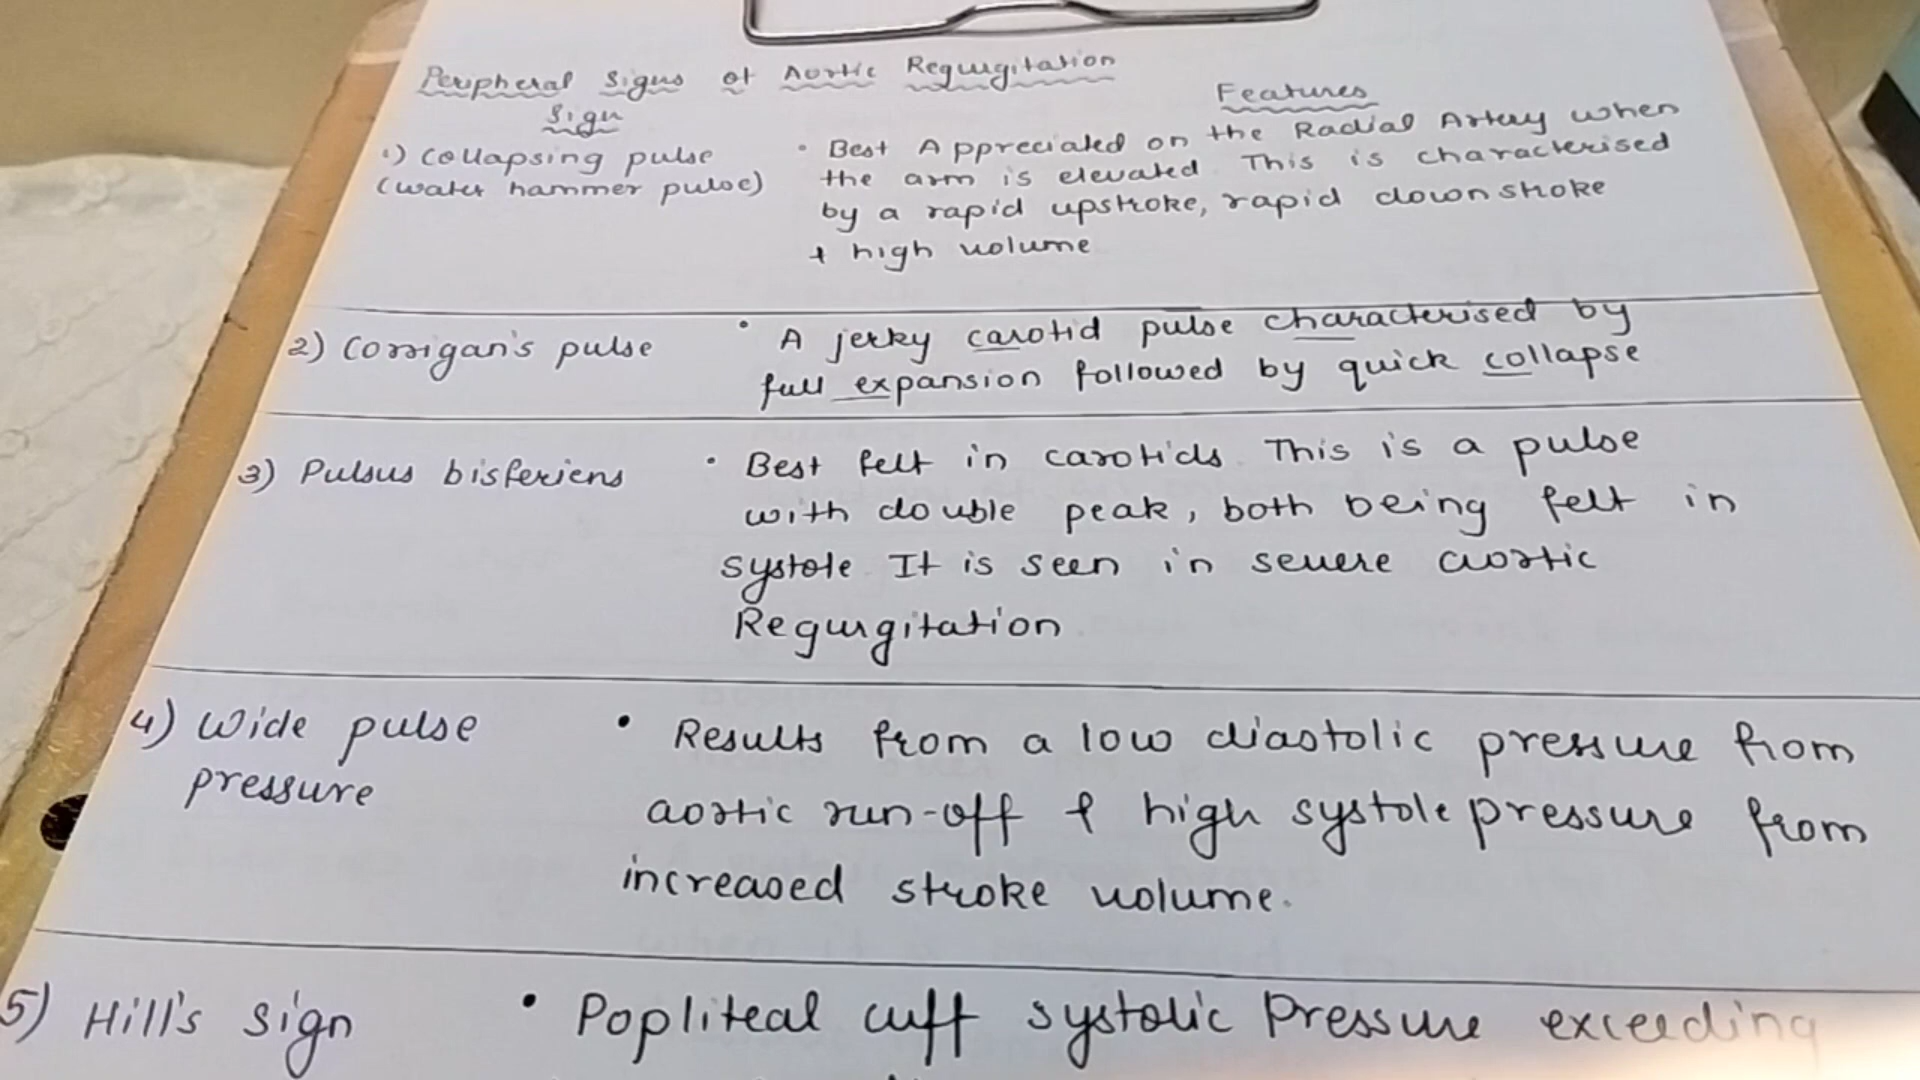 Peripheral Signs of Aortic Regurgitation
Sign
Features
1) Collapsing pulse
(water hammer pulse)
• Best Appreciated on the Radial Artery when
the arm is elevated. This is characterised
by a rapid upstroke, rapid downstroke
+ high volume
2) Corrigan's pulse
• A jerky carotid pulse characterised by
full expansion followed by quick collapse
3) Pulsus bisferiens
• Best felt in carotids. This is a pulse
with double peak, both being felt in
systole. It is seen in severe aortic
Regurgitation
4) Wide pulse
pressure
• Results from a low diastolic pressure from
aortic run-off & high systole pressure from
increased stroke volume.
5) Hill's sign
• Popliteal cuff systolic Pressure exceeding